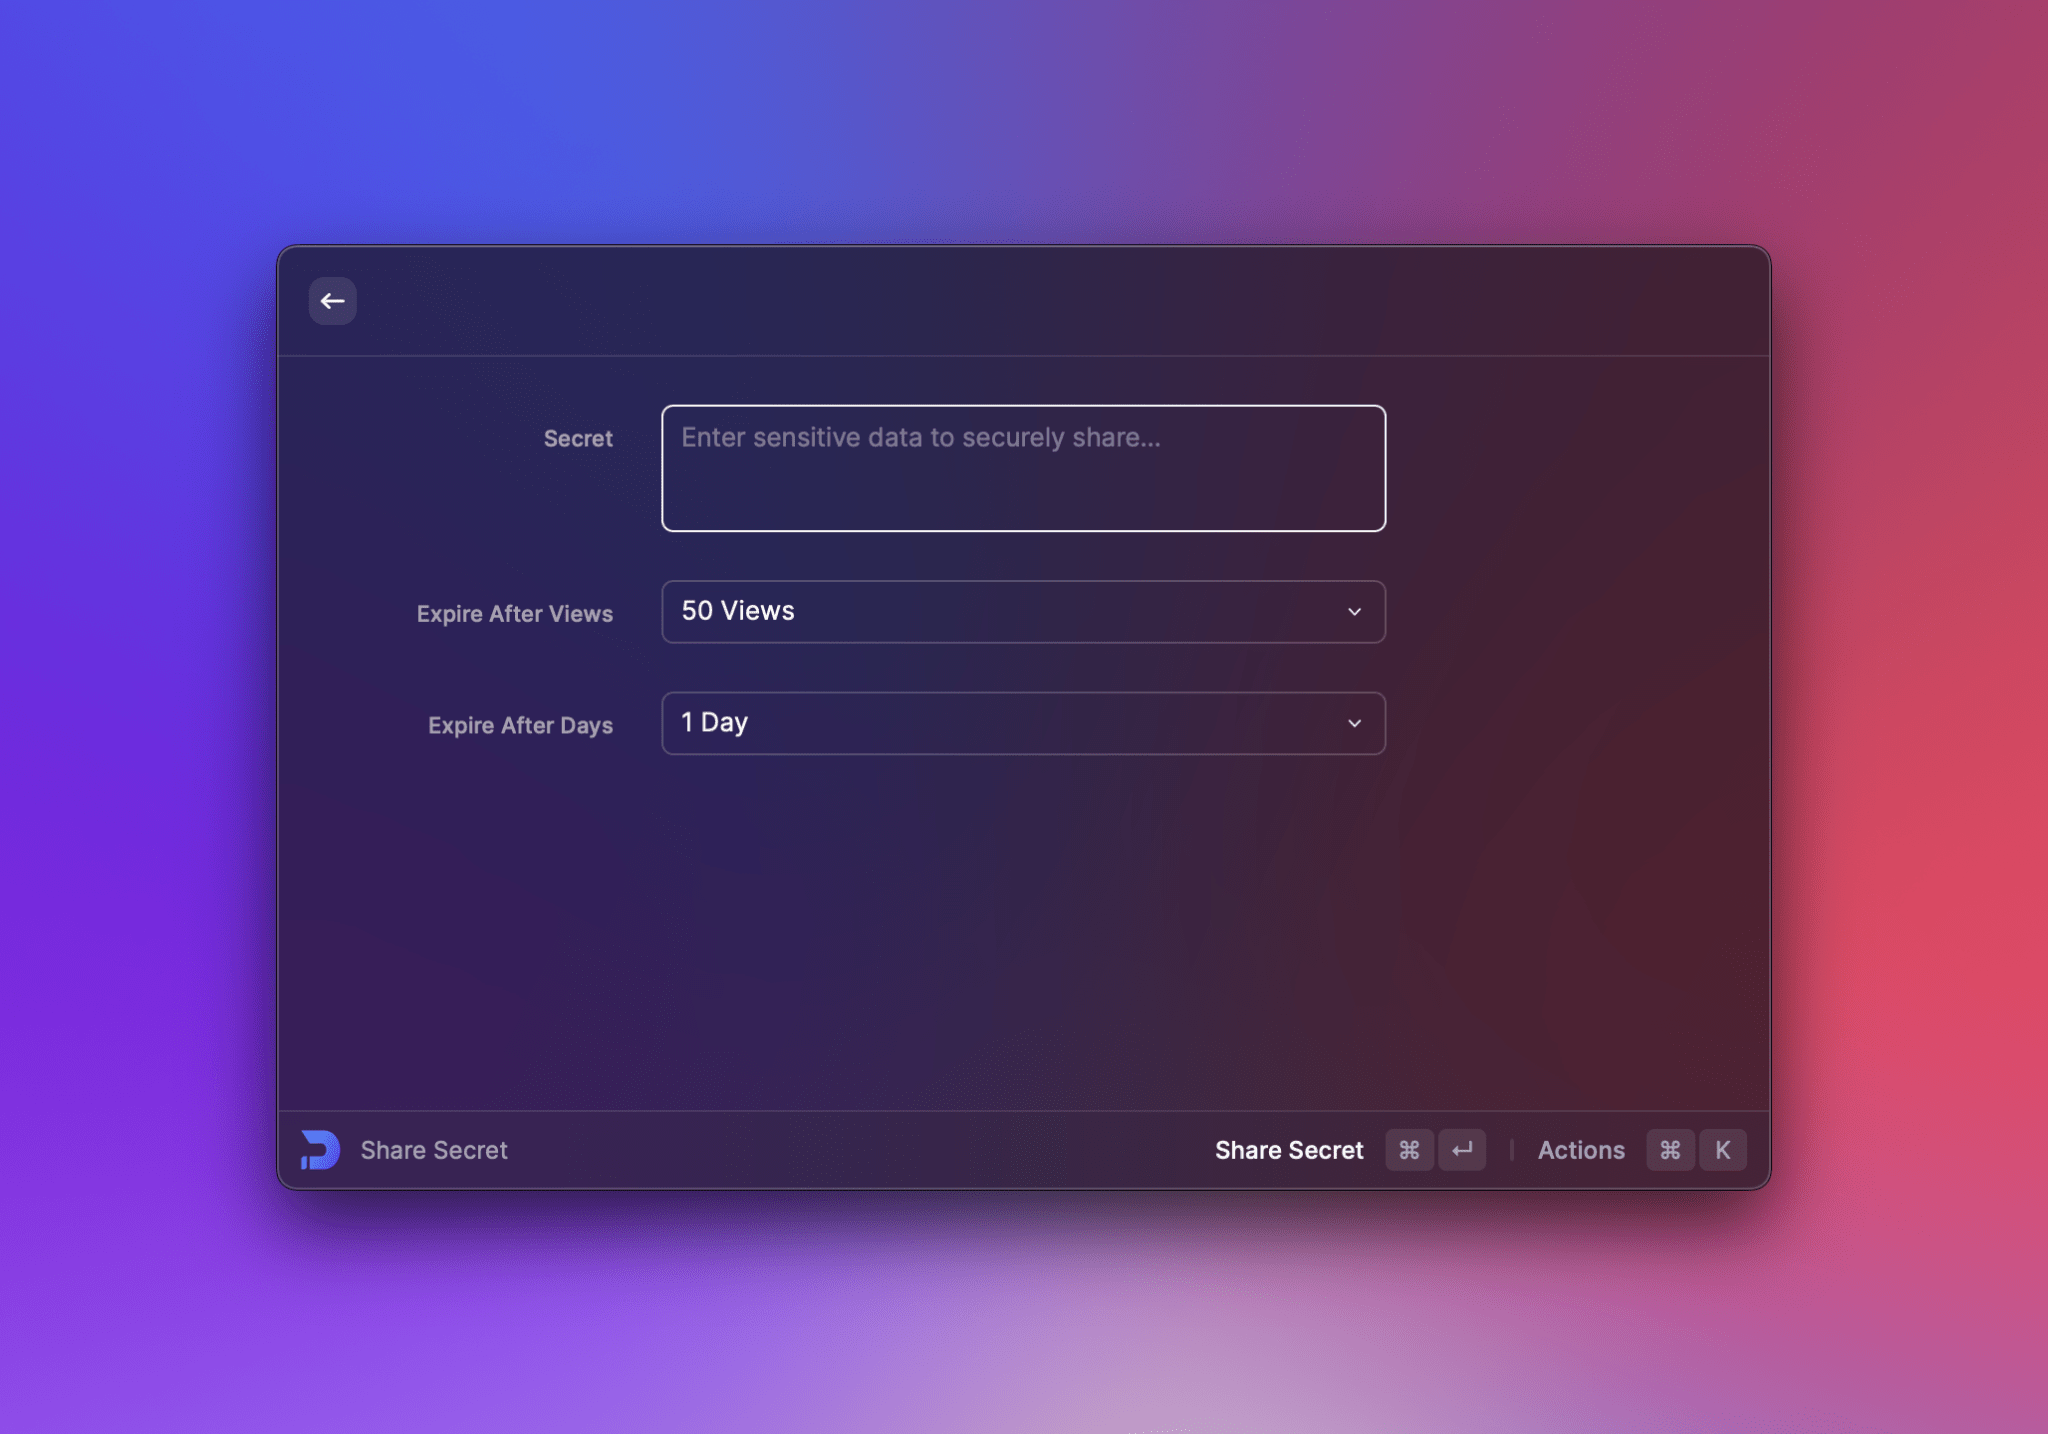 Secret
Enter sensitive data to securely share...
Expire After Views
50 Views
Expire After Days
1 Day
Share Secret
Share Secret ⌘ ↵ | Actions ⌘ K